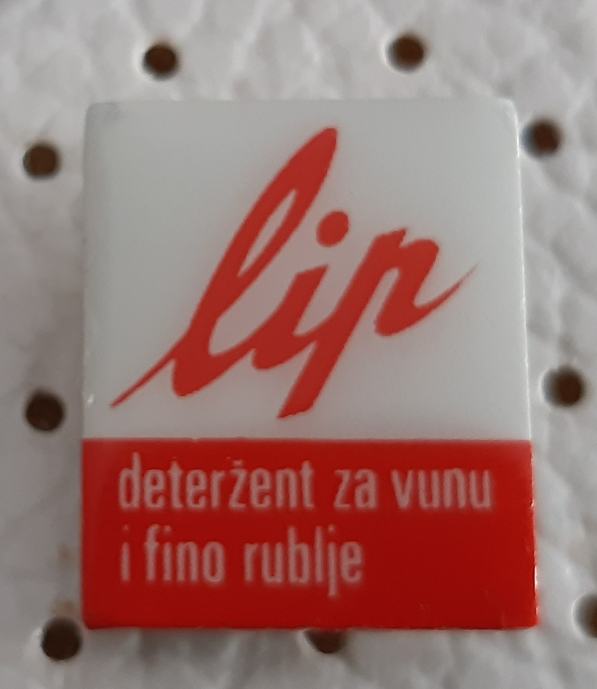 lip
deteržent za vunu
i fino rublje